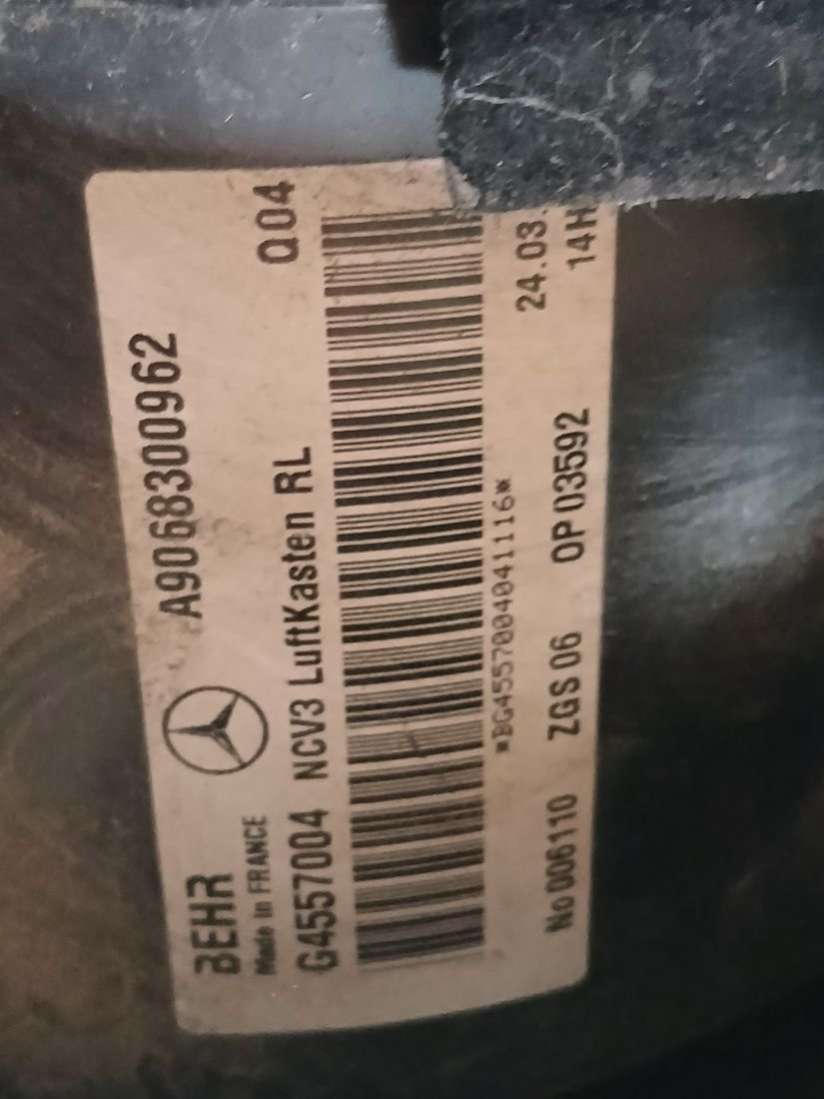 BEHR A9068300962
Made in FRANCE
G4557004 NCV3 LuftKasten RL Q04
*BG4557004041116*
24.03.
No 006110 ZGS 06 OP 03592 14H